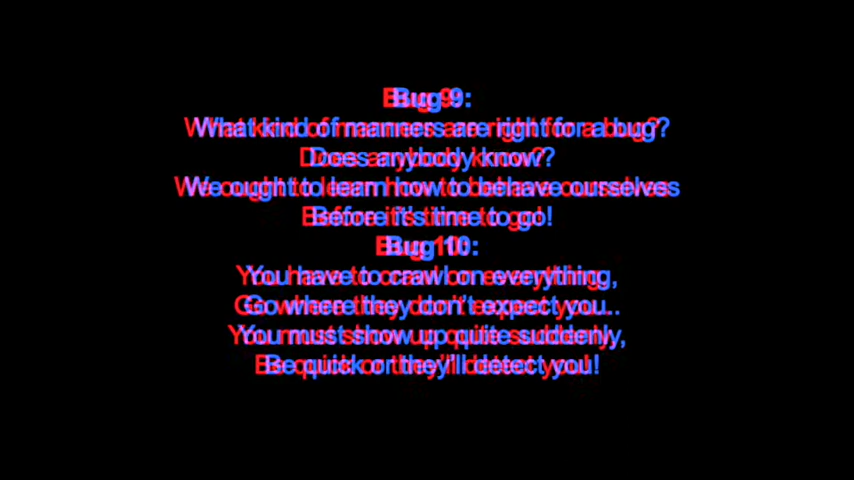 Bug 9:
What kind of manners are right for a bug?
Does anybody know?
We ought to learn how to behave ourselves
Before it's time to go!
Bug 10:
You have to crawl on everything,
Go where they don't expect you..
You must show up quite suddenly,
Be quick or they'll detect you!